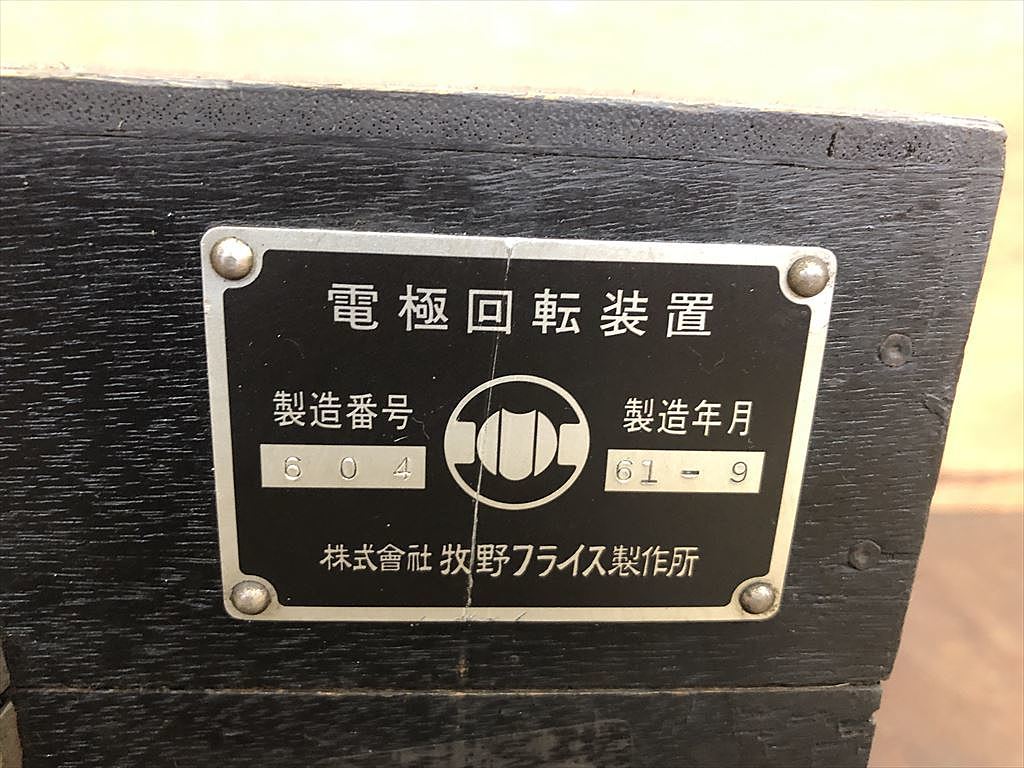 電極回転装置
製造番号 製造年月
604 61-9
株式會社 牧野フライス製作所